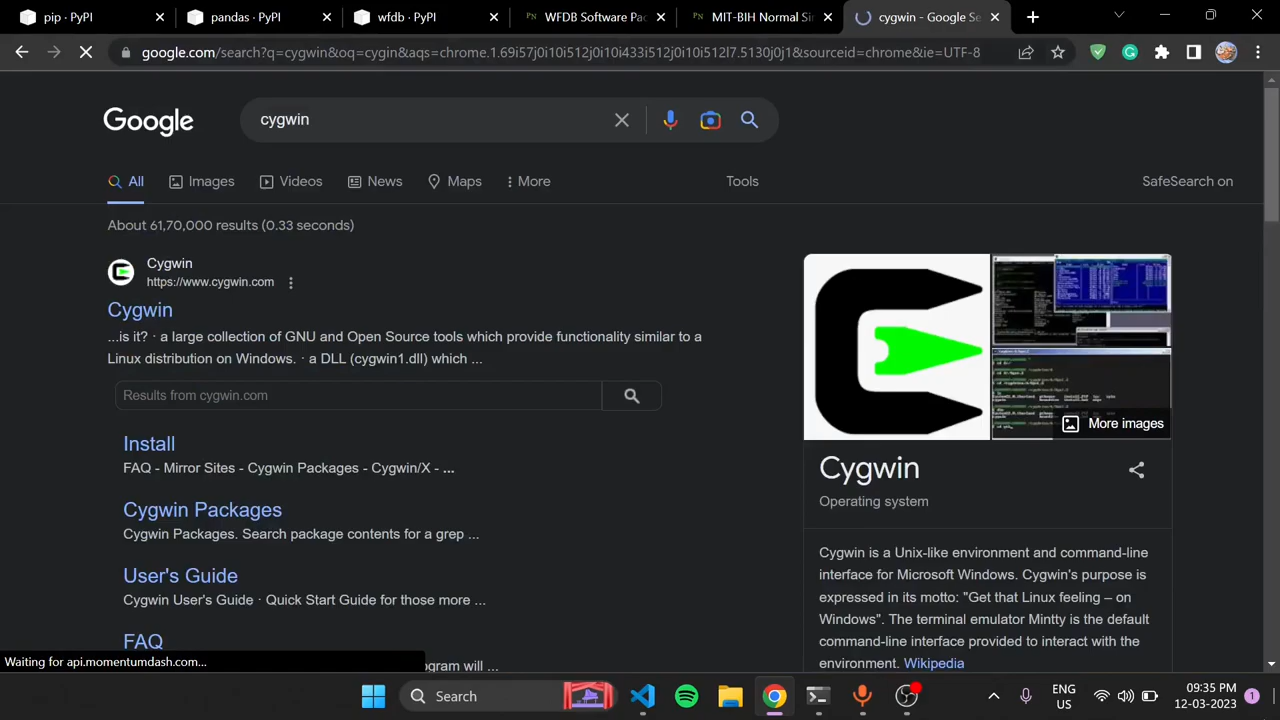 pip · PyPI
pandas · PyPI
wfdb · PyPI
WFDB Software Pac
MIT-BIH Normal Si
cygwin - Google Se
google.com/search?q=cygwin&oq=cygin&aqs=chrome.1.69i57j0i10i512j0i10i433i512j0i10i512l7.5130j0j1&sourceid=chrome&ie=UTF-8
Google
cygwin
All
Images
Videos
News
Maps
More
Tools
SafeSearch on
About 61,70,000 results (0.33 seconds)
Cygwin
https://www.cygwin.com
Cygwin
...is it? · a large collection of GNU and Open Source tools which provide functionality similar to a
Linux distribution on Windows. · a DLL (cygwin1.dll) which ...
Results from cygwin.com
Install
FAQ - Mirror Sites - Cygwin Packages - Cygwin/X - ...
Cygwin Packages
Cygwin Packages. Search package contents for a grep ...
User's Guide
Cygwin User's Guide · Quick Start Guide for those more ...
FAQ
ogram will ...
More images
Cygwin
Operating system
Cygwin is a Unix-like environment and command-line
interface for Microsoft Windows. Cygwin's purpose is
expressed in its motto: "Get that Linux feeling – on
Windows". The terminal emulator Mintty is the default
command-line interface provided to interact with the
environment. Wikipedia
Waiting for api.momentumdash.com...
Search
ENG
US
09:35 PM
12-03-2023
1